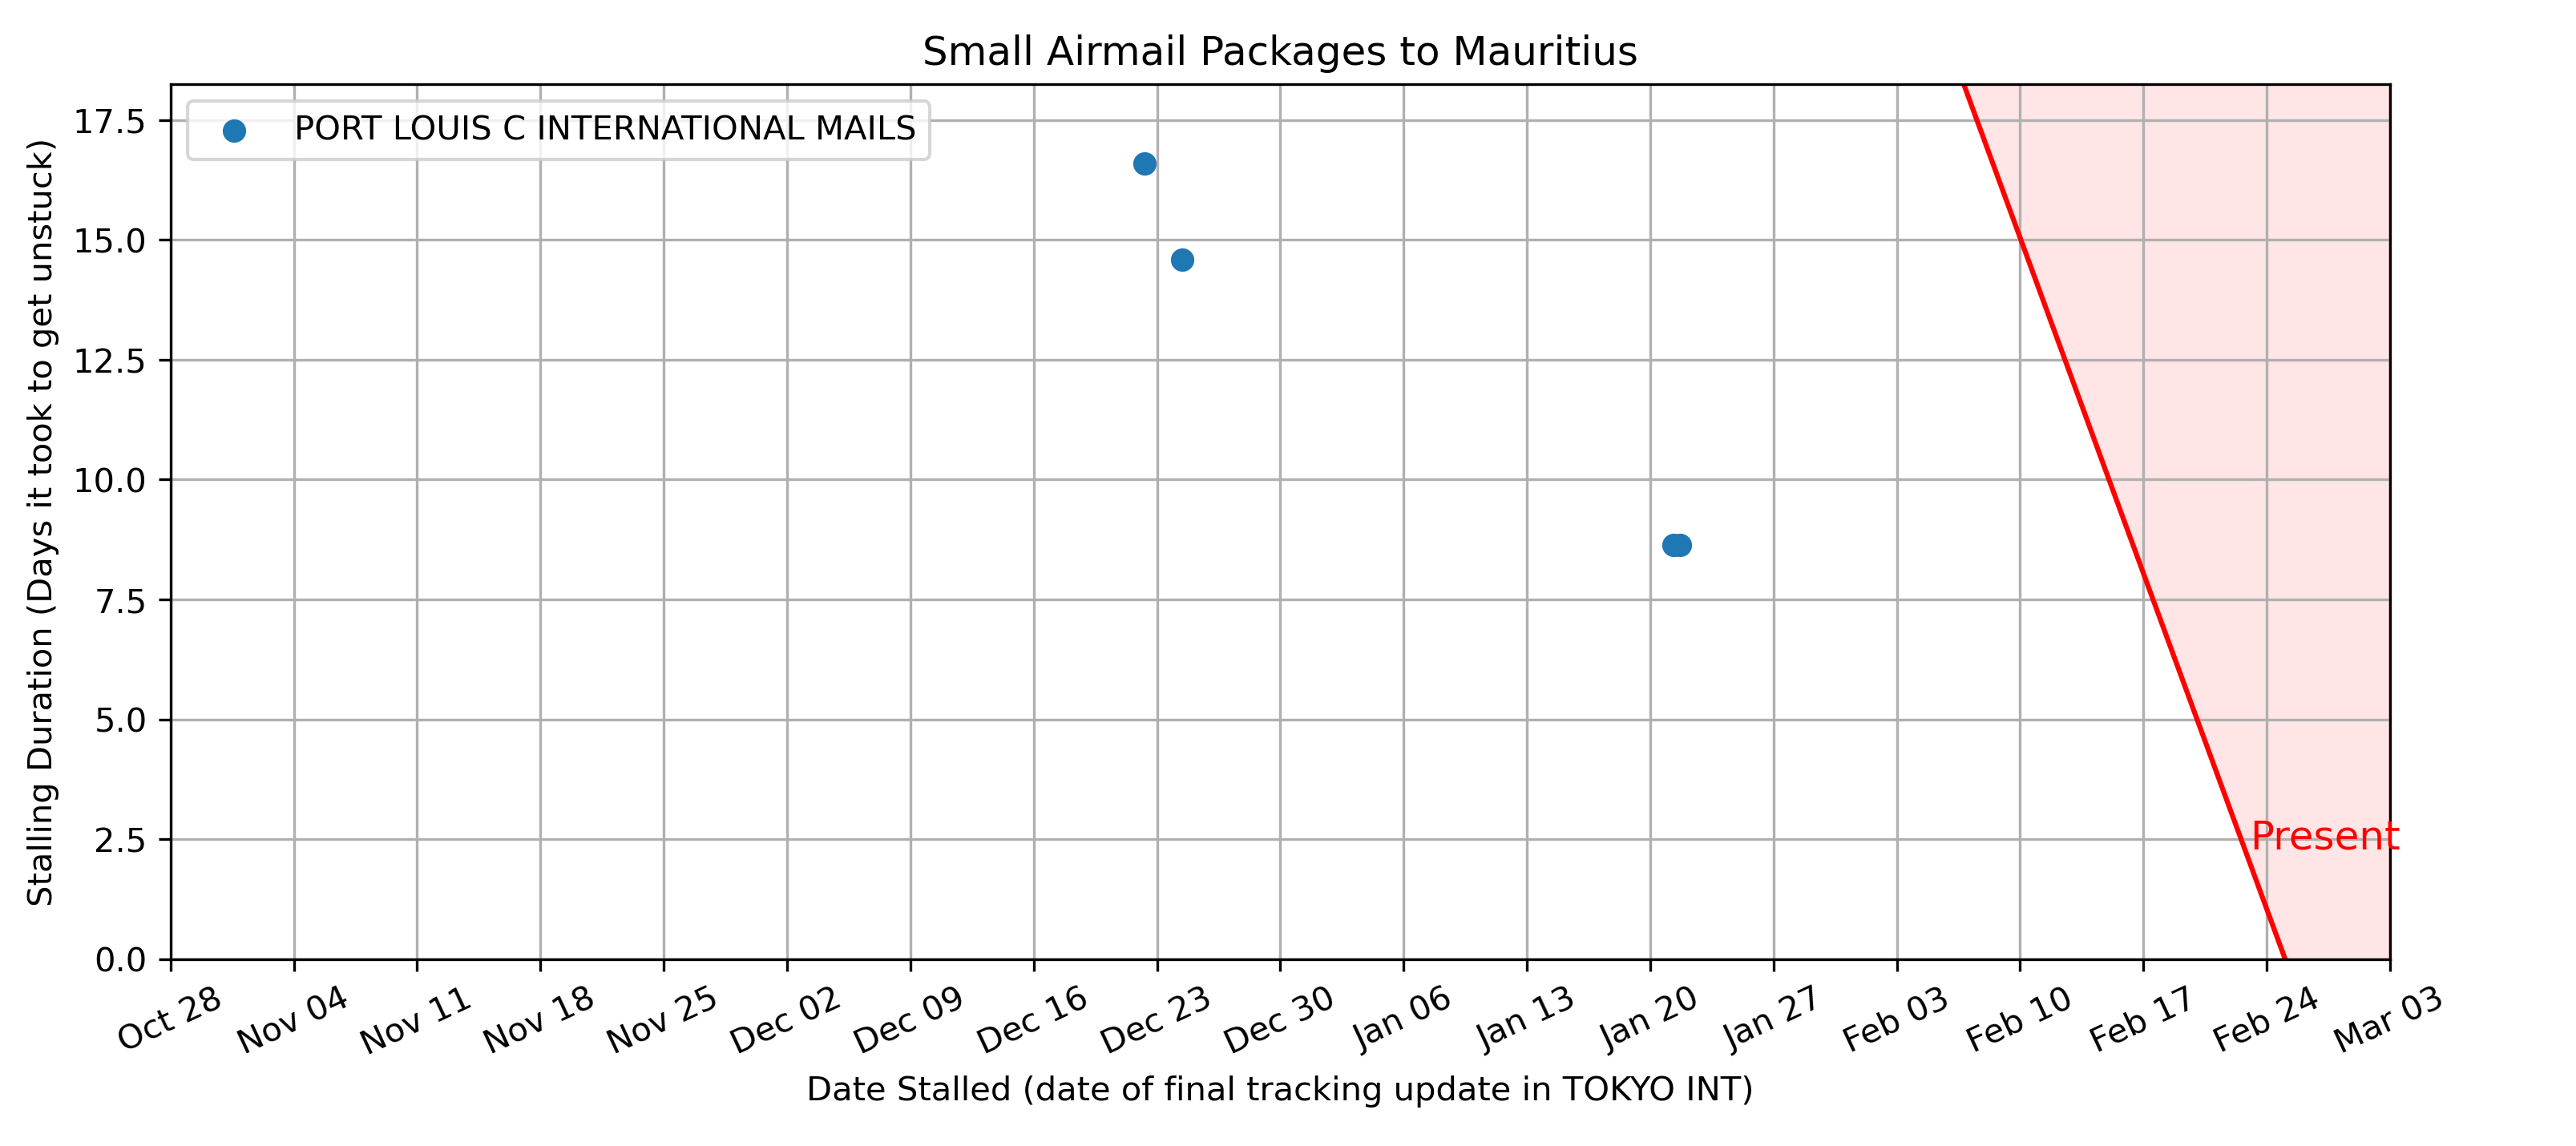 Small Airmail Packages to Mauritius
PORT LOUIS C INTERNATIONAL MAILS
Stalling Duration (Days it took to get unstuck)
17.5
15.0
12.5
10.0
7.5
5.0
2.5
0.0
Present
Oct 28
Nov 04
Nov 11
Nov 18
Nov 25
Dec 02
Dec 09
Dec 16
Dec 23
Dec 30
Jan 06
Jan 13
Jan 20
Jan 27
Feb 03
Feb 10
Feb 17
Feb 24
Mar 03
Date Stalled (date of final tracking update in TOKYO INT)